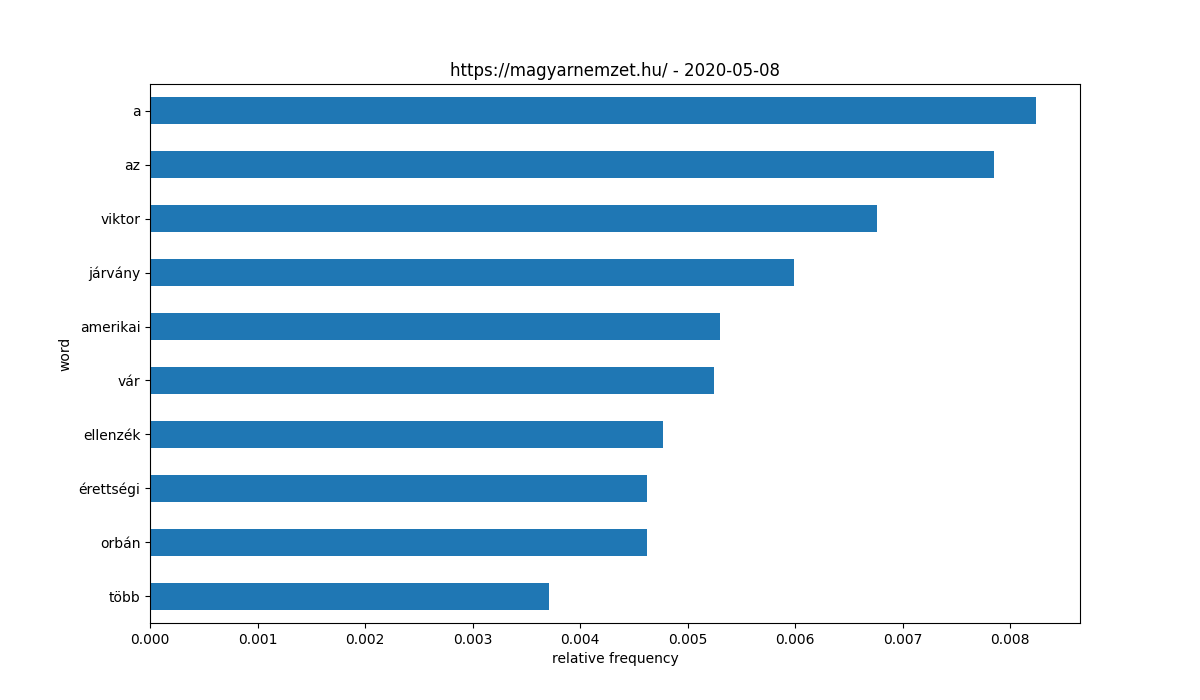 https://magyarnemzet.hu/ - 2020-05-08
a
az
viktor
járvány
amerikai
vár
ellenzék
érettségi
orbán
több
word
0.000 0.001 0.002 0.003 0.004 0.005 0.006 0.007 0.008
relative frequency